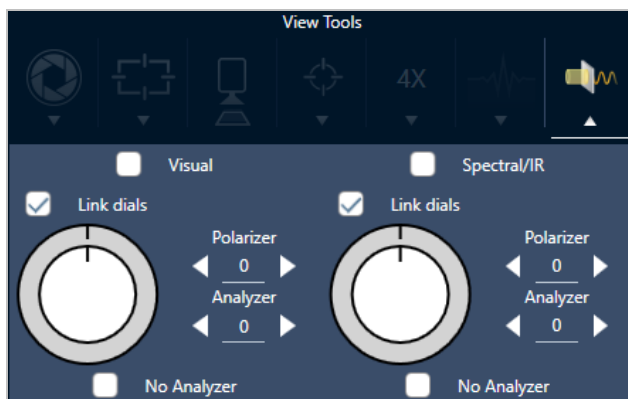 View Tools
4X
Visual Spectral/IR
Link dials Link dials
Polarizer Polarizer
0 0
Analyzer Analyzer
0 0
No Analyzer No Analyzer